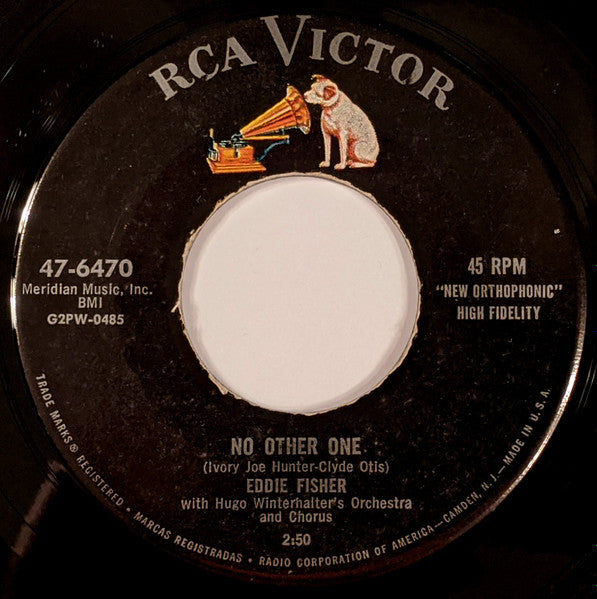 RCA VICTOR
47-6470
Meridian Music, Inc.
BMI
G2PW-0485
45 RPM
"NEW ORTHOPHONIC"
HIGH FIDELITY
NO OTHER ONE
(Ivory Joe Hunter-Clyde Otis)
EDDIE FISHER
with Hugo Winterhalter's Orchestra
and Chorus
2:50
TRADE MARKS® REGISTERED • MARCAS REGISTRADAS • RADIO CORPORATION OF AMERICA—CAMDEN, N.J.—MADE IN U.S.A.